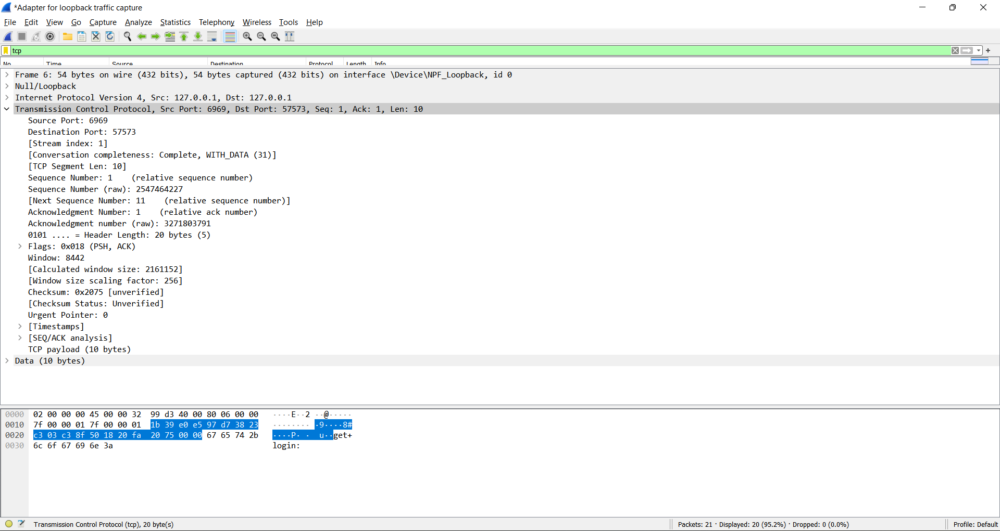 *Adapter for loopback traffic capture
File Edit View Go Capture Analyze Statistics Telephony Wireless Tools Help
tcp
No. Time Source Destination Protocol Length Info
Frame 6: 54 bytes on wire (432 bits), 54 bytes captured (432 bits) on interface \Device\NPF_Loopback, id 0
Null/Loopback
Internet Protocol Version 4, Src: 127.0.0.1, Dst: 127.0.0.1
Transmission Control Protocol, Src Port: 6969, Dst Port: 57573, Seq: 1, Ack: 1, Len: 10
Source Port: 6969
Destination Port: 57573
[Stream index: 1]
[Conversation completeness: Complete, WITH_DATA (31)]
[TCP Segment Len: 10]
Sequence Number: 1    (relative sequence number)
Sequence Number (raw): 2547464227
[Next Sequence Number: 11    (relative sequence number)]
Acknowledgment Number: 1    (relative ack number)
Acknowledgment number (raw): 3271803791
0101 .... = Header Length: 20 bytes (5)
Flags: 0x018 (PSH, ACK)
Window: 8442
[Calculated window size: 2161152]
[Window size scaling factor: 256]
Checksum: 0x2075 [unverified]
[Checksum Status: Unverified]
Urgent Pointer: 0
[Timestamps]
[SEQ/ACK analysis]
TCP payload (10 bytes)
Data (10 bytes)
0000 02 00 00 00 45 00 00 32 99 d3 40 00 80 06 00 00 ····E··2 ··@·····
0010 7f 00 00 01 7f 00 00 01 1b 39 e0 e5 97 d7 38 23 ········ ·9····8#
0020 c3 03 c3 8f 50 18 20 fa 20 75 00 00 67 65 74 2b ····P· · u··get+
0030 6c 6f 67 69 6e 3a login:
Transmission Control Protocol (tcp), 20 byte(s) Packets: 21 · Displayed: 20 (95.2%) · Dropped: 0 (0.0%) Profile: Default